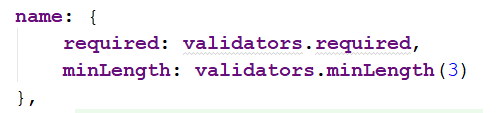 name: {
required: validators.required,
minLength: validators.minLength(3)
},